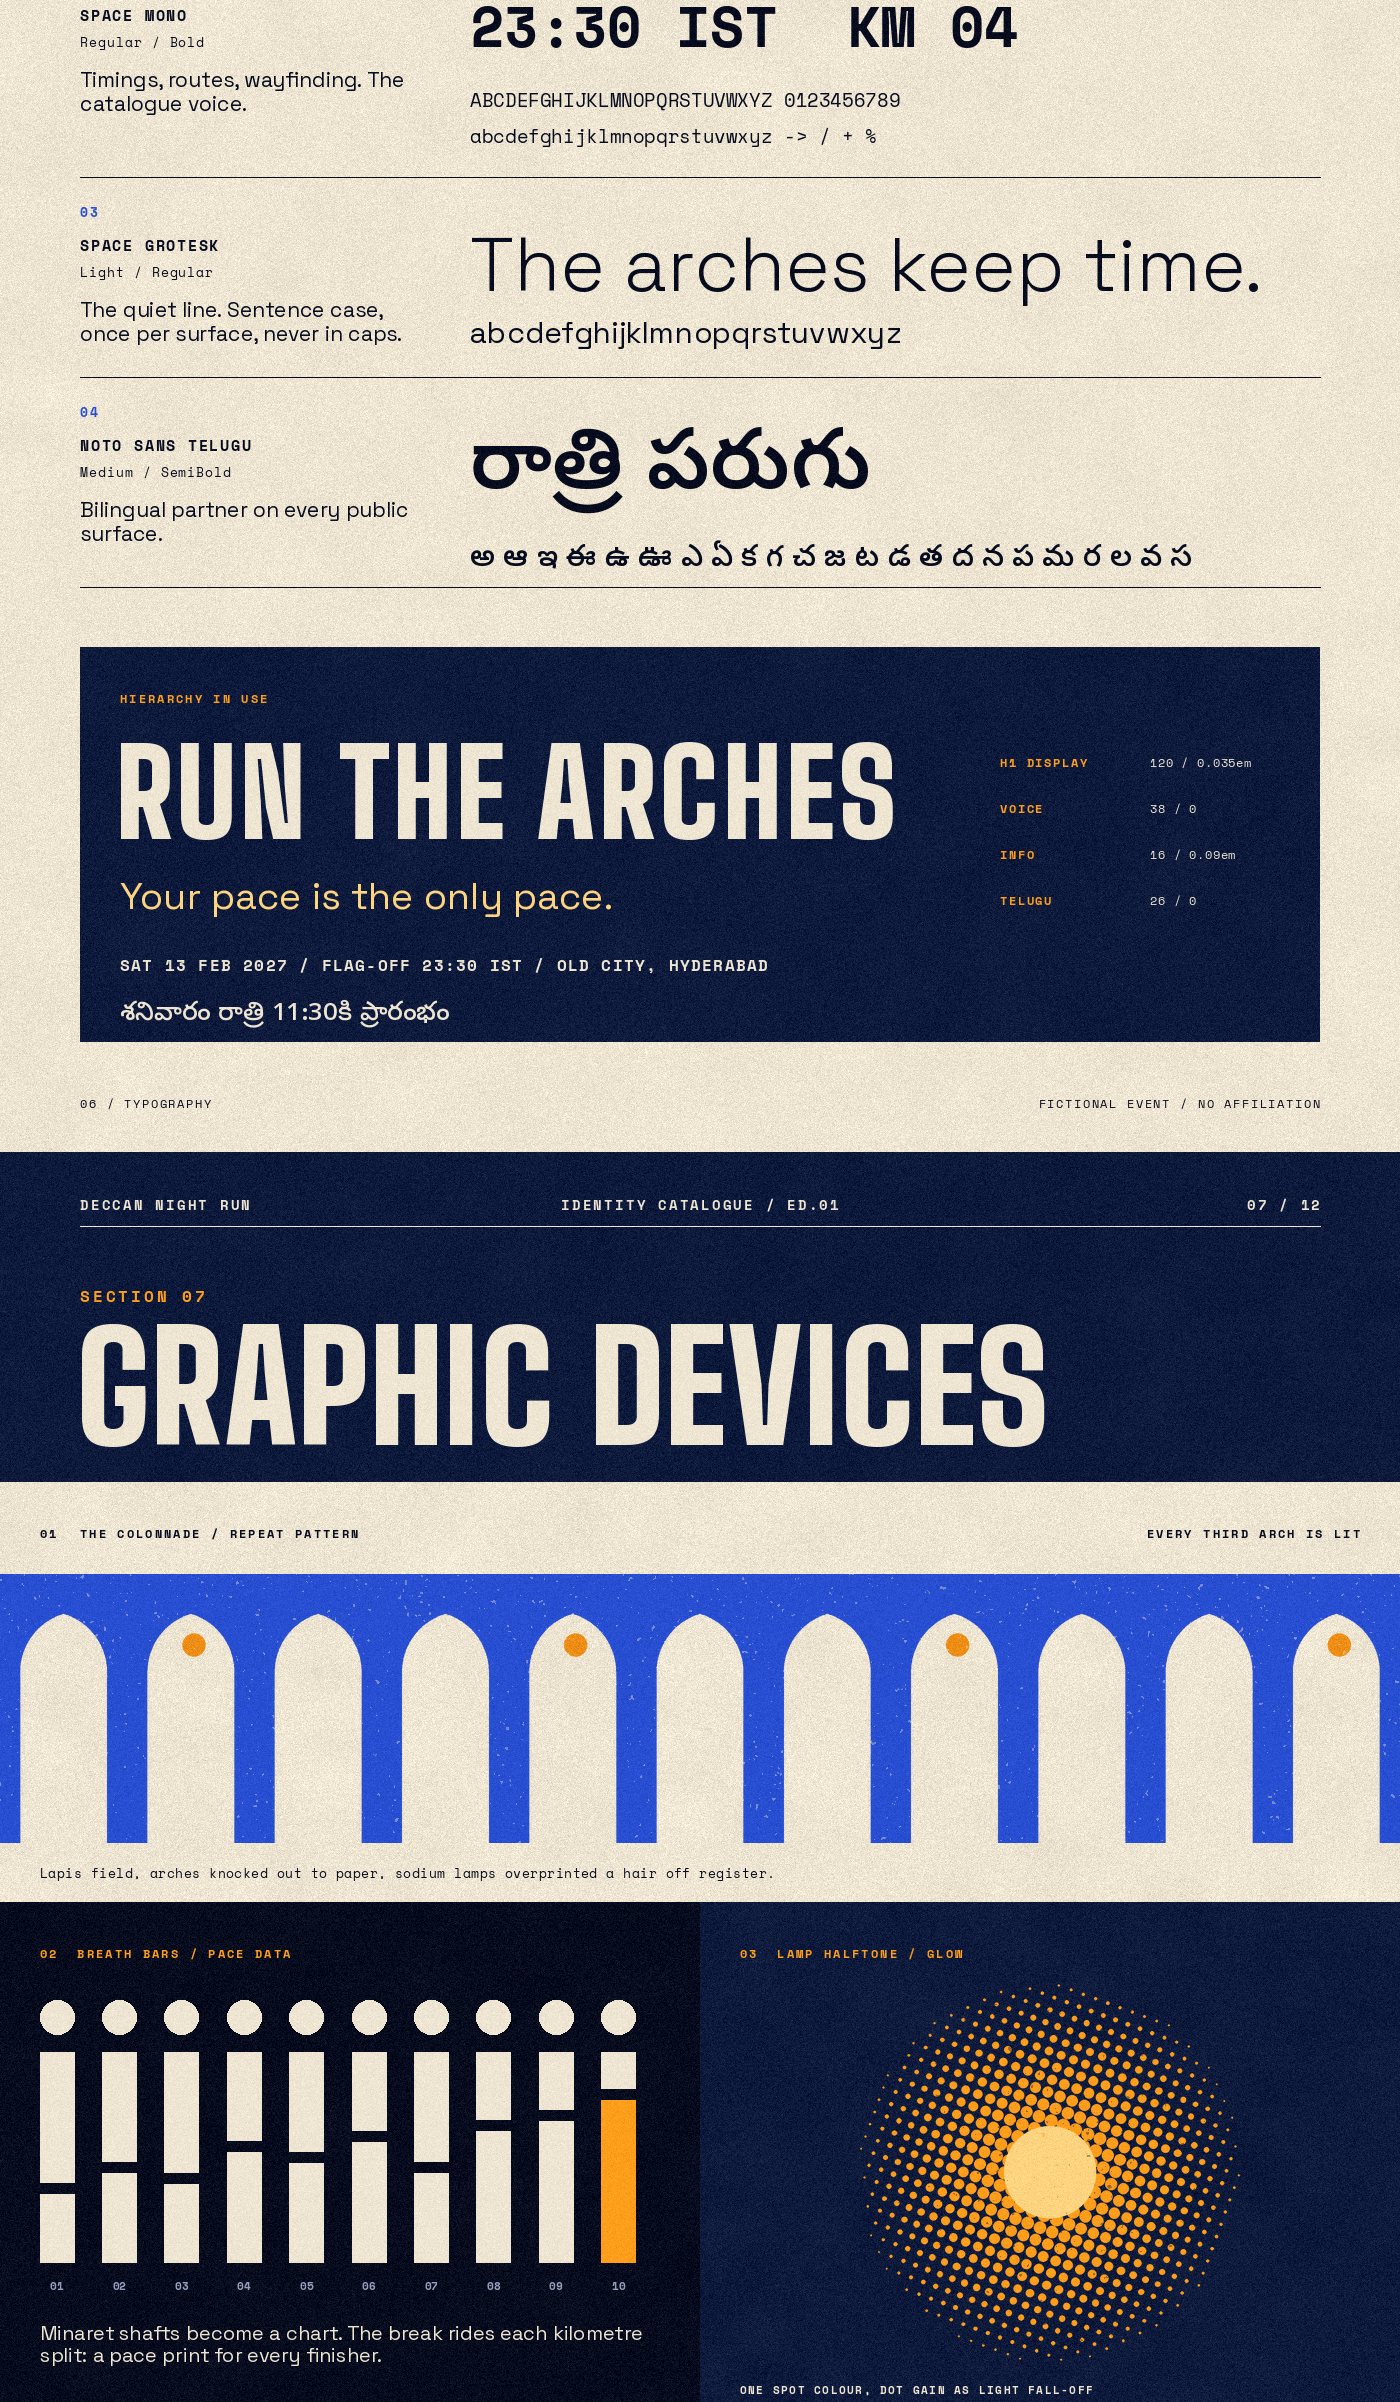 SPACE MONO
Regular / Bold
Timings, routes, wayfinding. The
catalogue voice.
23:30 IST KM 04
ABCDEFGHIJKLMNOPQRSTUVWXYZ 0123456789
abcdefghijklmnopqrstuvwxyz -> / + %
03
SPACE GROTESK
Light / Regular
The quiet line. Sentence case,
once per surface, never in caps.
The arches keep time.
abcdefghijklmnopqrstuvwxyz
04
NOTO SANS TELUGU
Medium / SemiBold
Bilingual partner on every public
surface.
రాత్రి పరుగు
అ ఆ ఇ ఈ ఉ ఊ ఎ ఏ క గ చ జ ట డ త ద న ప మ ర ల వ స
HIERARCHY IN USE
RUN THE ARCHES
Your pace is the only pace.
SAT 13 FEB 2027 / FLAG-OFF 23:30 IST / OLD CITY, HYDERABAD
శనివారం రాత్రి 11:30కి ప్రారంభం
H1 DISPLAY 120 / 0.035em
VOICE 38 / 0
INFO 16 / 0.09em
TELUGU 26 / 0
06 / TYPOGRAPHY
FICTIONAL EVENT / NO AFFILIATION
DECCAN NIGHT RUN
IDENTITY CATALOGUE / ED.01
07 / 12
SECTION 07
GRAPHIC DEVICES
01 THE COLONNADE / REPEAT PATTERN
EVERY THIRD ARCH IS LIT
Lapis field, arches knocked out to paper, sodium lamps overprinted a hair off register.
02 BREATH BARS / PACE DATA
01 02 03 04 05 06 07 08 09 10
Minaret shafts become a chart. The break rides each kilometre
split: a pace print for every finisher.
03 LAMP HALFTONE / GLOW
ONE SPOT COLOUR, DOT GAIN AS LIGHT FALL-OFF